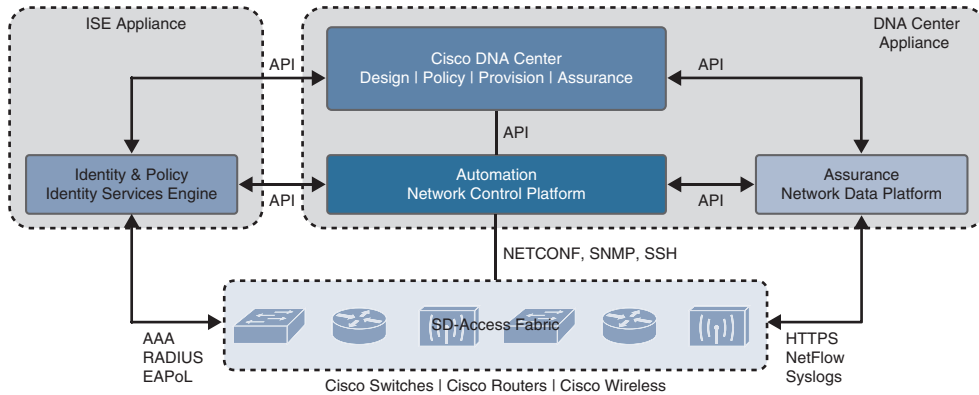 ISE Appliance
DNA Center
Appliance
Cisco DNA Center
Design | Policy | Provision | Assurance
API
API
API
Identity & Policy
Identity Services Engine
Automation
Network Control Platform
Assurance
Network Data Platform
API
API
NETCONF, SNMP, SSH
SD-Access Fabric
AAA
RADIUS
EAPoL
HTTPS
NetFlow
Syslogs
Cisco Switches | Cisco Routers | Cisco Wireless